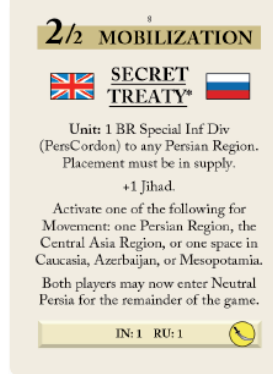 8
2/2 MOBILIZATION
SECRET
TREATY*
Unit: 1 BR Special Inf Div
(PersCordon) to any Persian Region.
Placement must be in supply.
+1 Jihad.
Activate one of the following for
Movement: one Persian Region, the
Central Asia Region, or one space in
Caucasia, Azerbaijan, or Mesopotamia.
Both players may now enter Neutral
Persia for the remainder of the game.
IN: 1 RU: 1